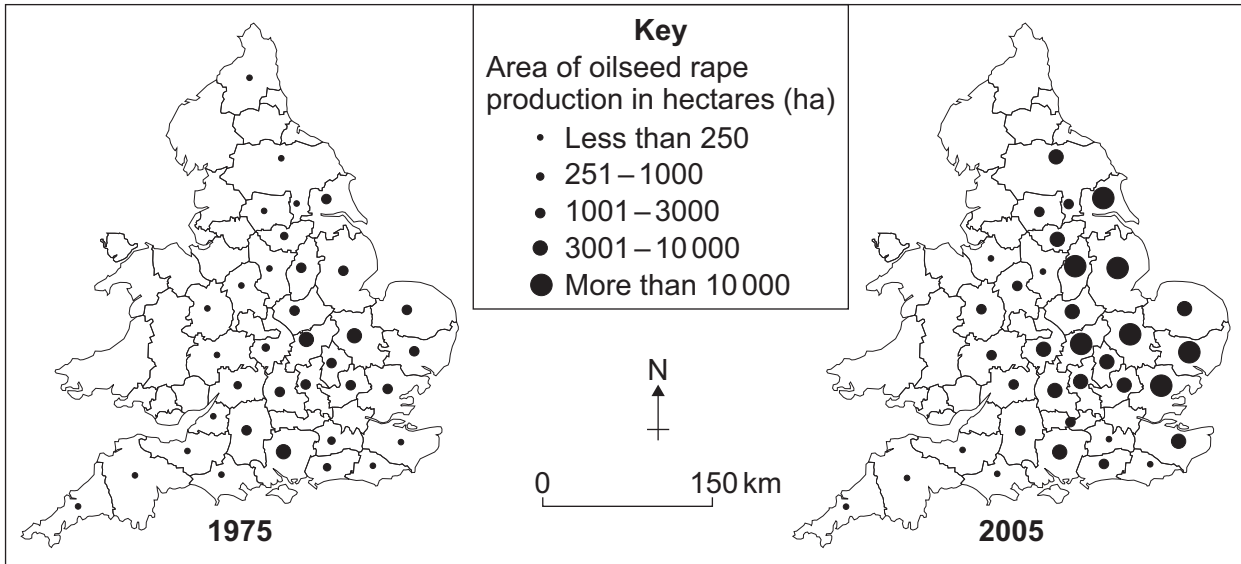 Key
Area of oilseed rape
production in hectares (ha)
Less than 250
251 – 1000
1001 – 3000
3001 – 10 000
More than 10 000
N
0 150 km
1975
2005